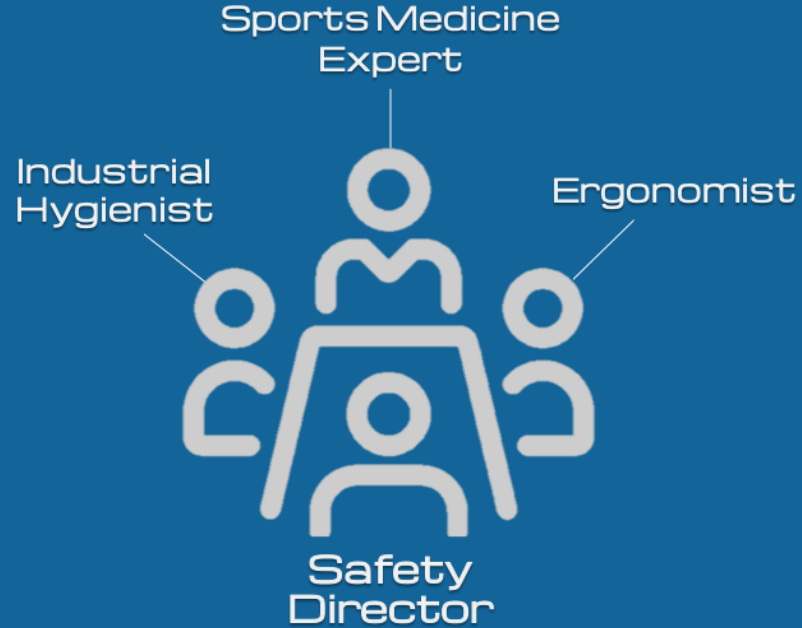 Sports Medicine
Expert
Industrial
Hygienist
Ergonomist
Safety
Director